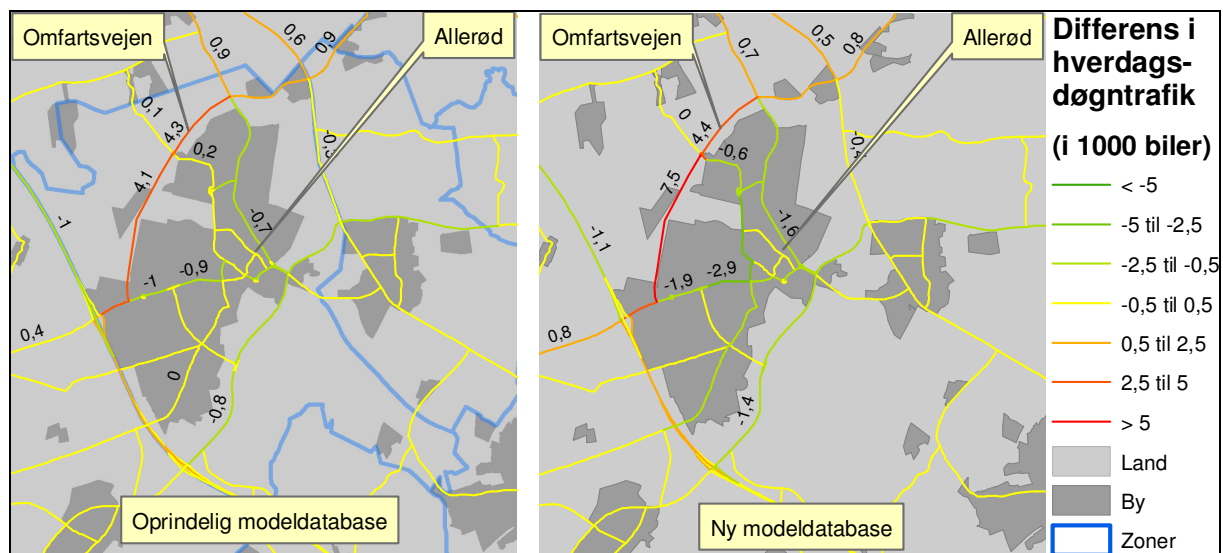 Omfartsvejen
Allerød
0,9
0,6
0,9
0,1
4,3
0,2
-0,3
4,1
-0,7
-1
-0,9
-1
0,4
0
-0,8
Oprindelig modeldatabase
Omfartsvejen
Allerød
0,7
0,5
0,8
0
4,4
-0,6
7,5
-1,6
-1,1
-2,9
-1,9
0,8
-1,4
Ny modeldatabase
Differens i
hverdags-
døgntrafik
(i 1000 biler)
< -5
-5 til -2,5
-2,5 til -0,5
-0,5 til 0,5
0,5 til 2,5
2,5 til 5
> 5
Land
By
Zoner